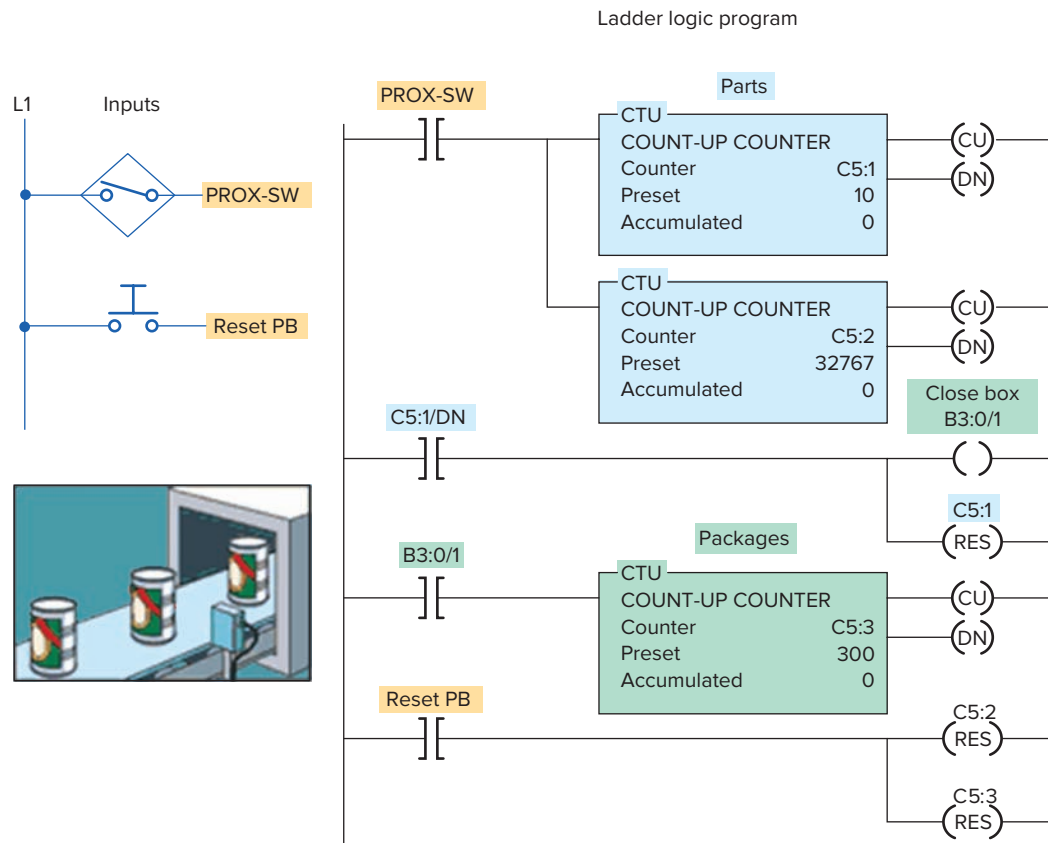 Ladder logic program
L1
Inputs
PROX-SW
Reset PB
PROX-SW
Parts
CTU
COUNT-UP COUNTER
Counter C5:1
Preset 10
Accumulated 0
CU
DN
CTU
COUNT-UP COUNTER
Counter C5:2
Preset 32767
Accumulated 0
CU
DN
C5:1/DN
Close box
B3:0/1
C5:1
RES
B3:0/1
Packages
CTU
COUNT-UP COUNTER
Counter C5:3
Preset 300
Accumulated 0
CU
DN
Reset PB
C5:2
RES
C5:3
RES